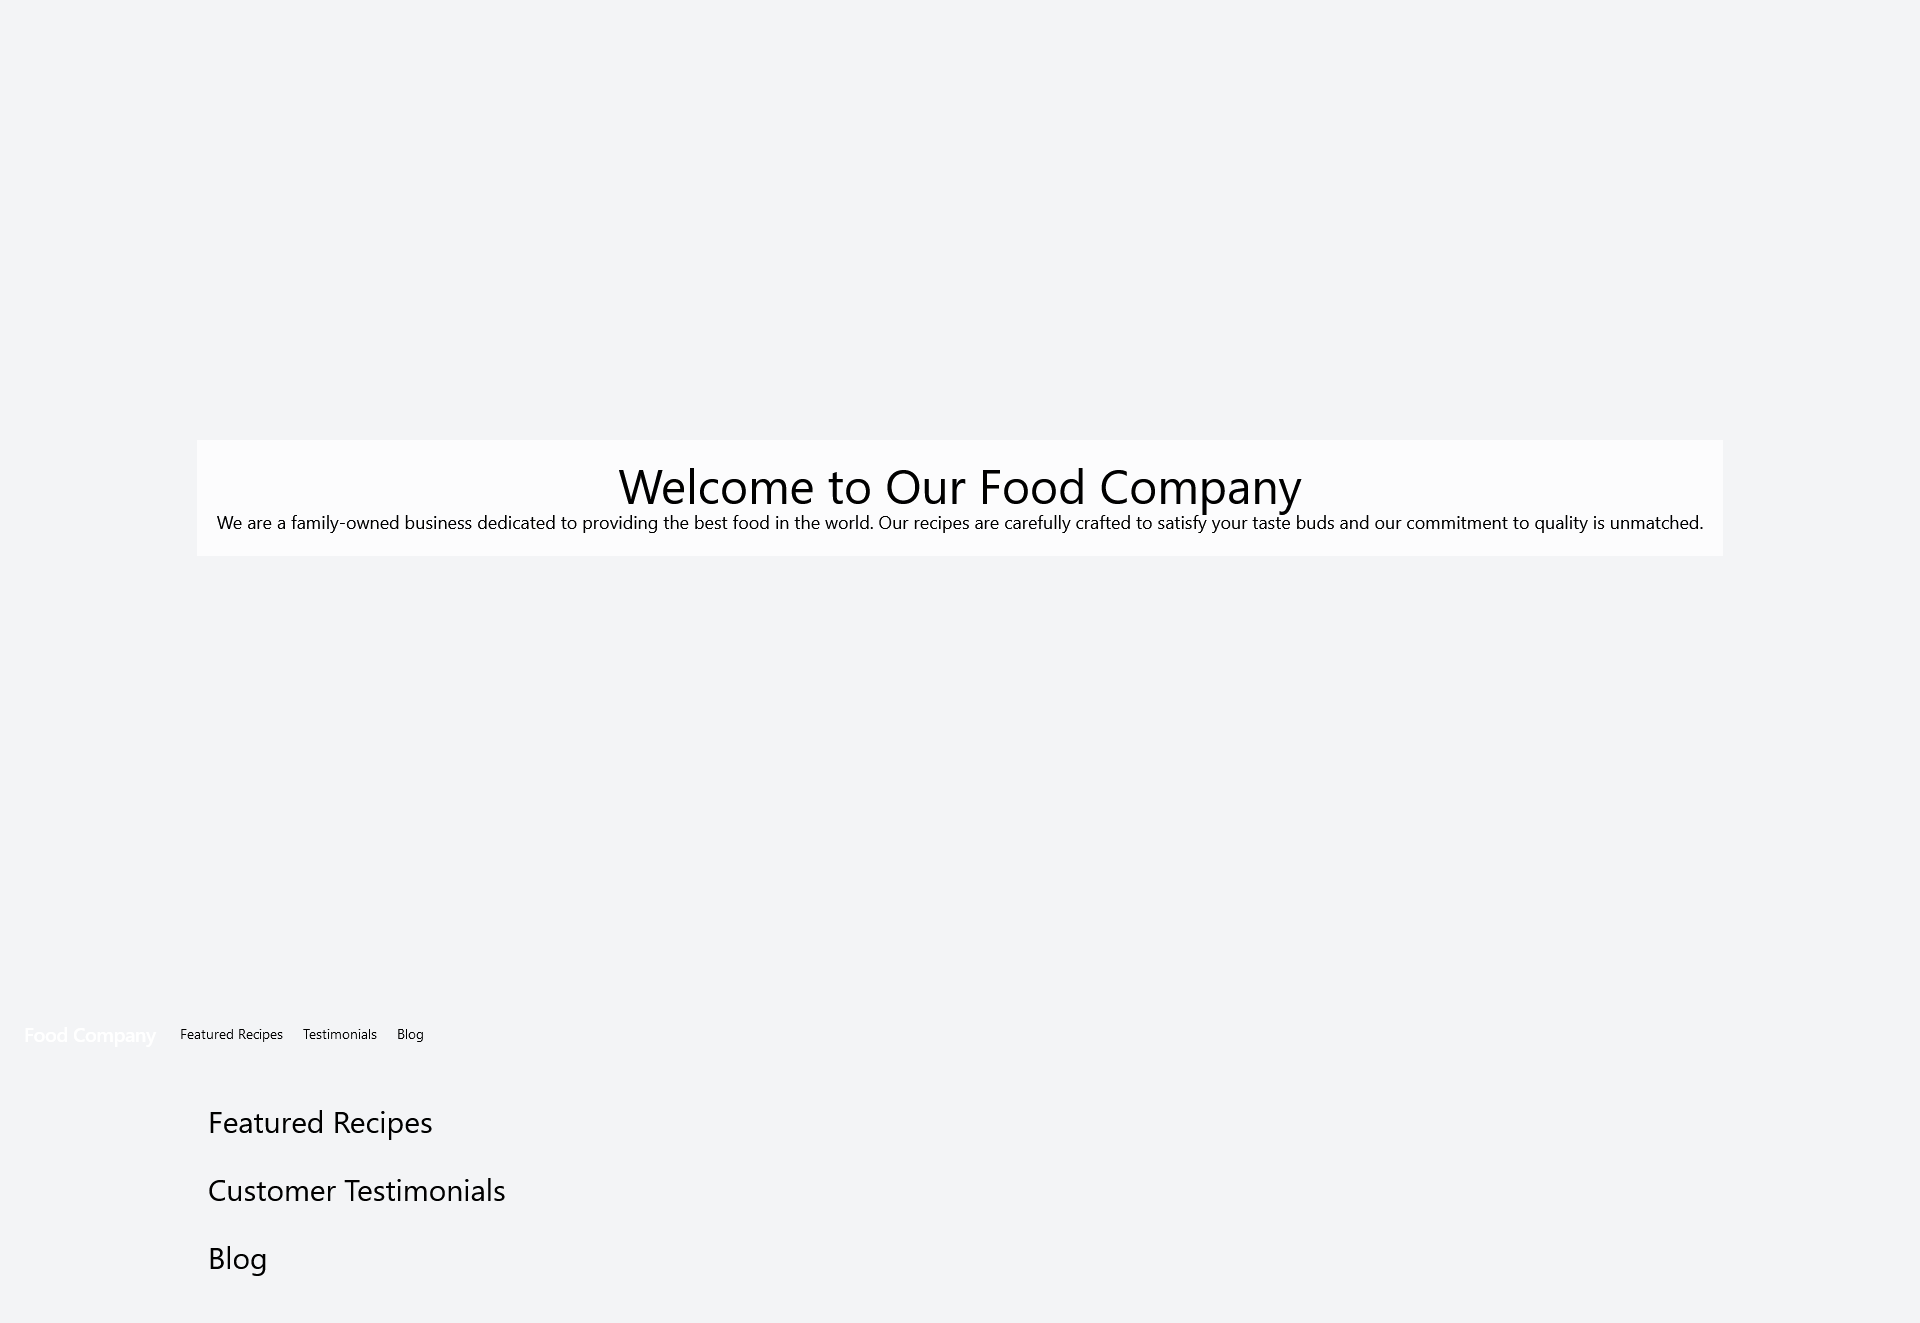 Welcome to Our Food Company
We are a family-owned business dedicated to providing the best food in the world. Our recipes are carefully crafted to satisfy your taste buds and our commitment to quality is unmatched.
Food Company Featured Recipes Testimonials Blog
Featured Recipes
Customer Testimonials
Blog